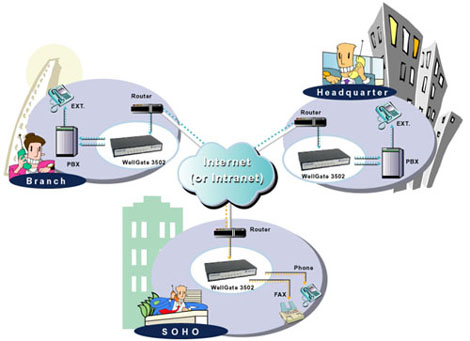 EXT.
Router
PBX
WellGate 3502
Branch
Headquarter
Router
EXT.
WellGate 3502
PBX
Internet
(or Intranet)
Router
WellGate 3502
Phone
FAX
SOHO